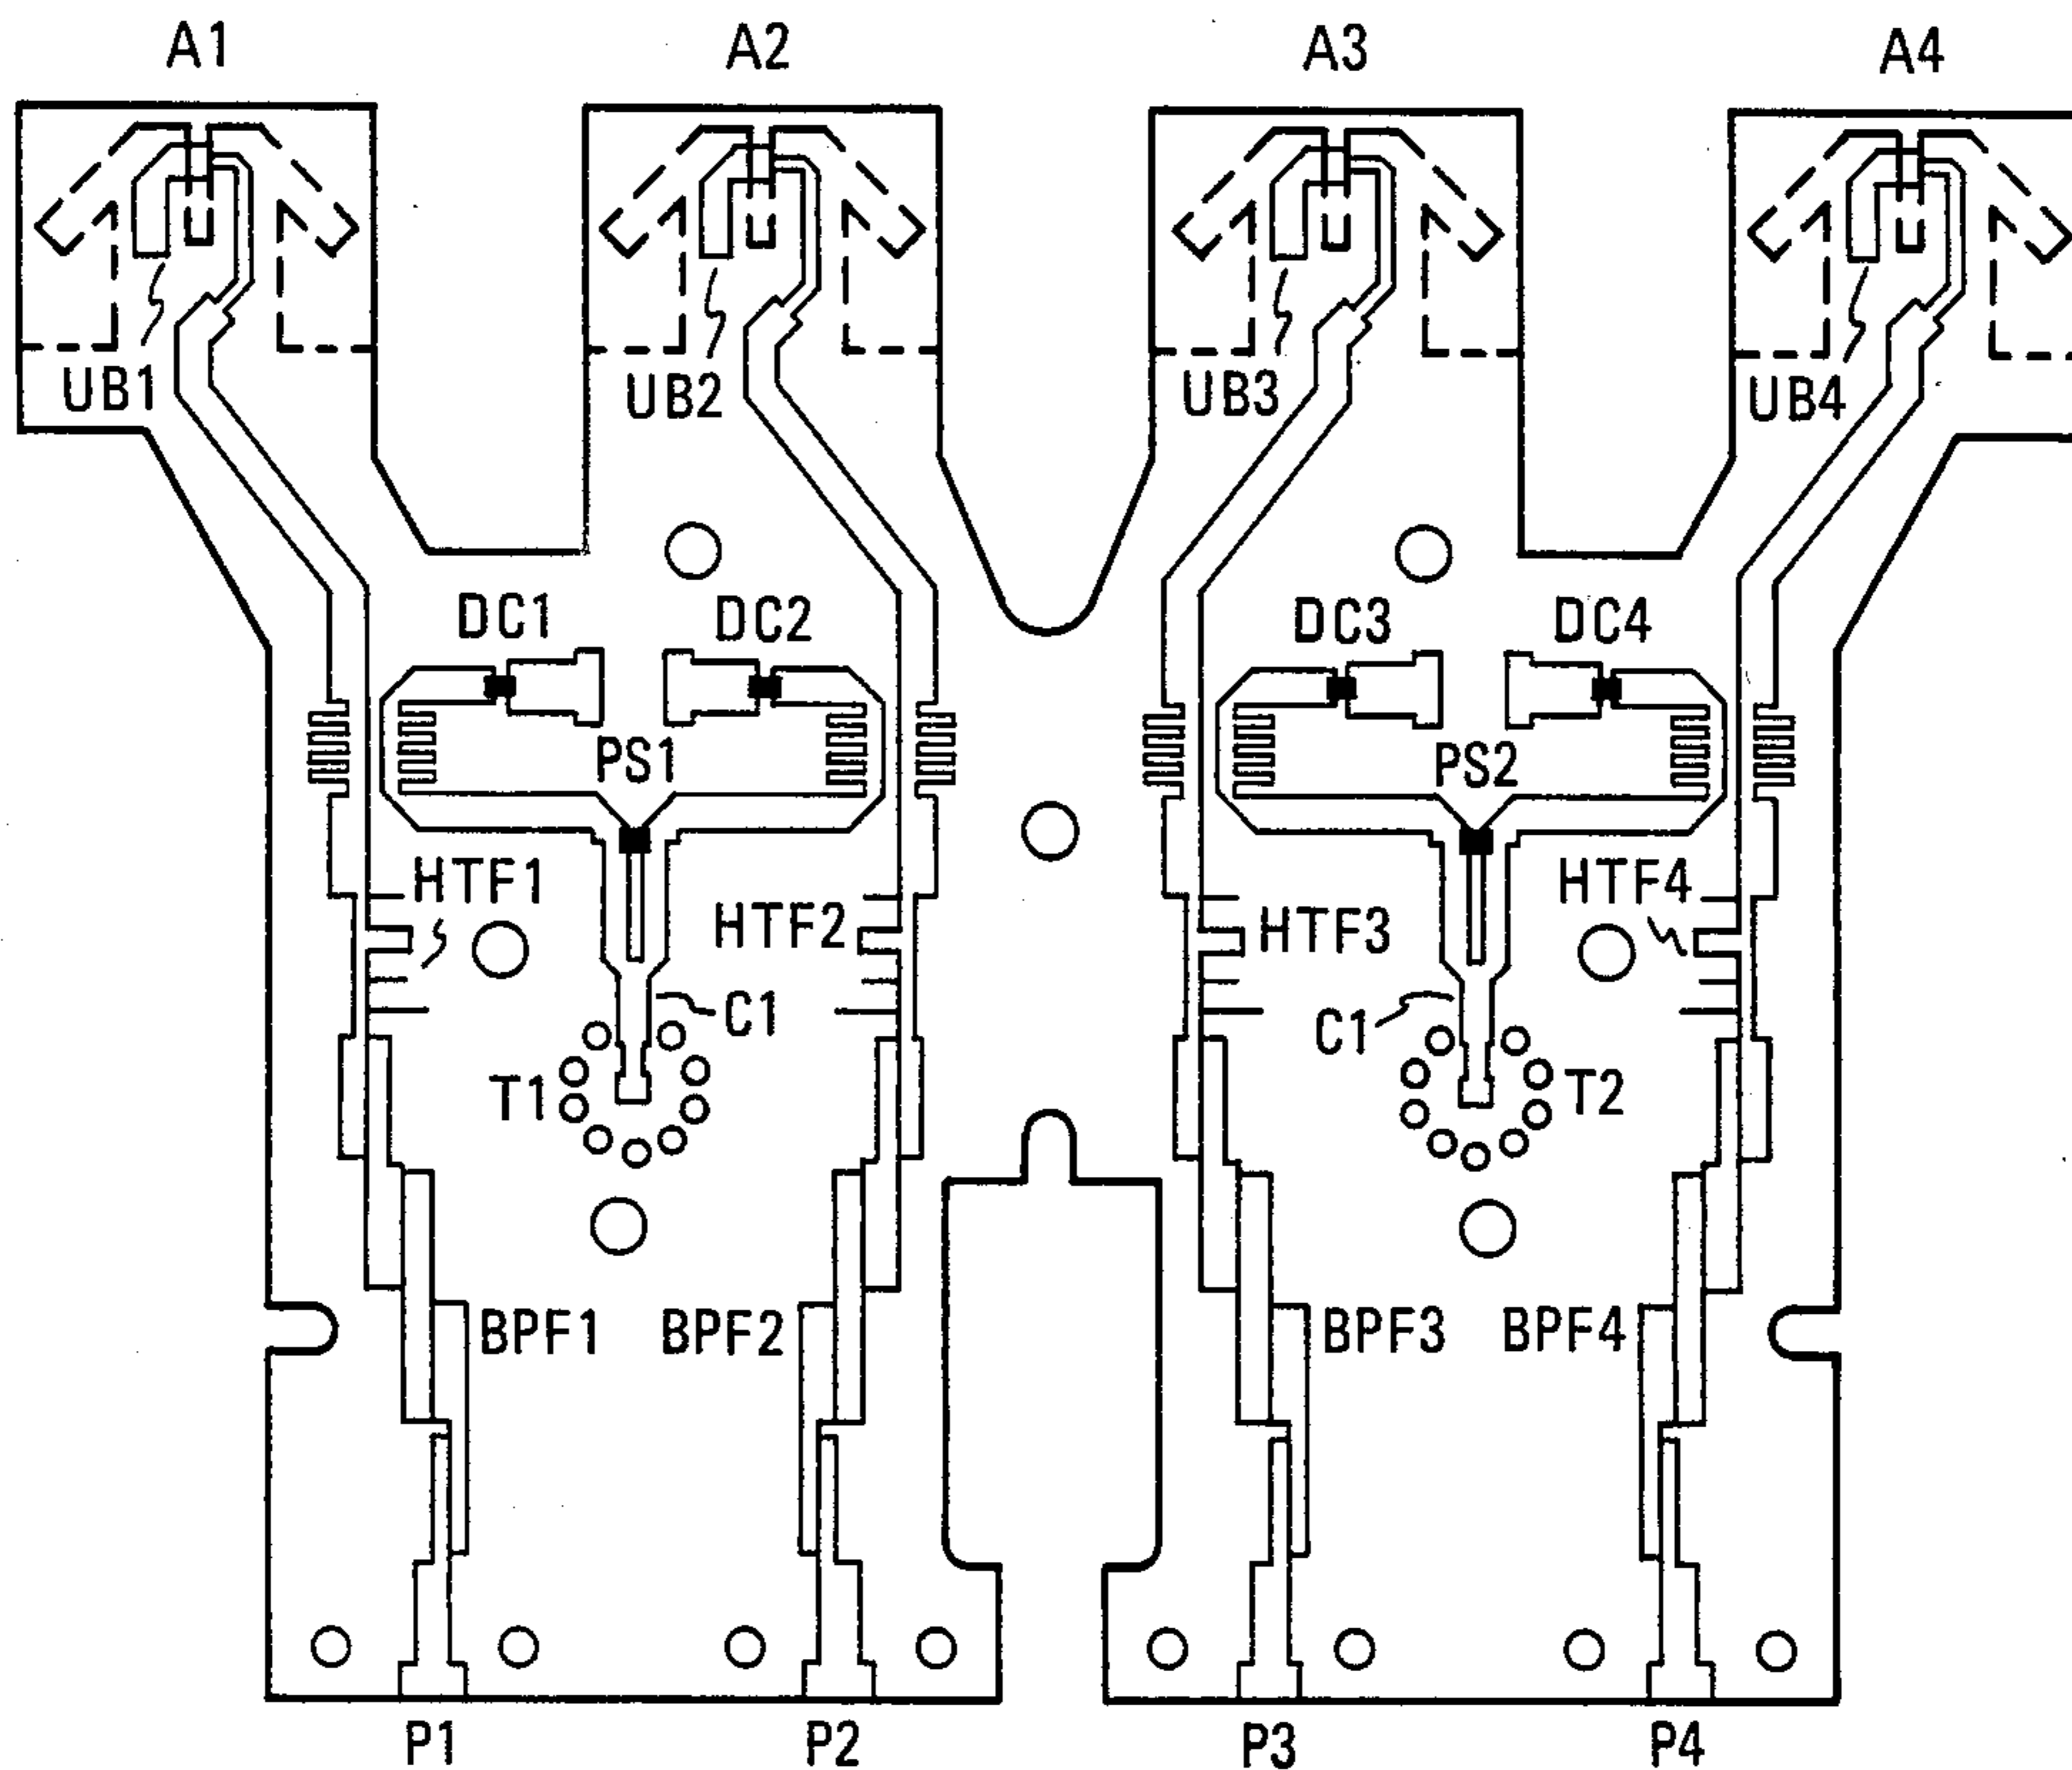 A1 A2 A3 A4
UB1 UB2 UB3 UB4
DC1 DC2 DC3 DC4
PS1 PS2
HTF1 HTF2 HTF3 HTF4
C1 C1
T1 T2
BPF1 BPF2 BPF3 BPF4
P1 P2 P3 P4